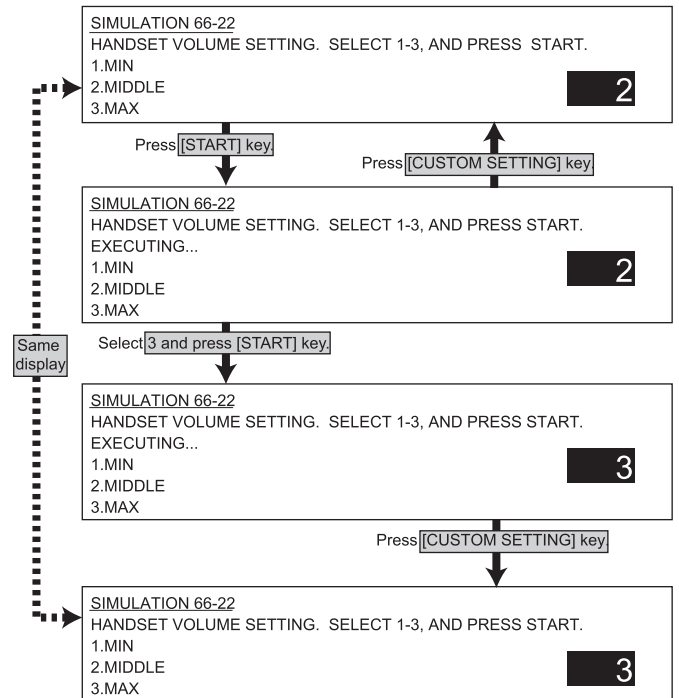 SIMULATION 66-22
HANDSET VOLUME SETTING. SELECT 1-3, AND PRESS START.
1.MIN
2.MIDDLE
3.MAX
2
Press [START] key.
Press [CUSTOM SETTING] key.
SIMULATION 66-22
HANDSET VOLUME SETTING. SELECT 1-3, AND PRESS START.
EXECUTING...
1.MIN
2.MIDDLE
3.MAX
2
Same
display
Select 3 and press [START] key.
SIMULATION 66-22
HANDSET VOLUME SETTING. SELECT 1-3, AND PRESS START.
EXECUTING...
1.MIN
2.MIDDLE
3.MAX
3
Press [CUSTOM SETTING] key.
SIMULATION 66-22
HANDSET VOLUME SETTING. SELECT 1-3, AND PRESS START.
1.MIN
2.MIDDLE
3.MAX
3